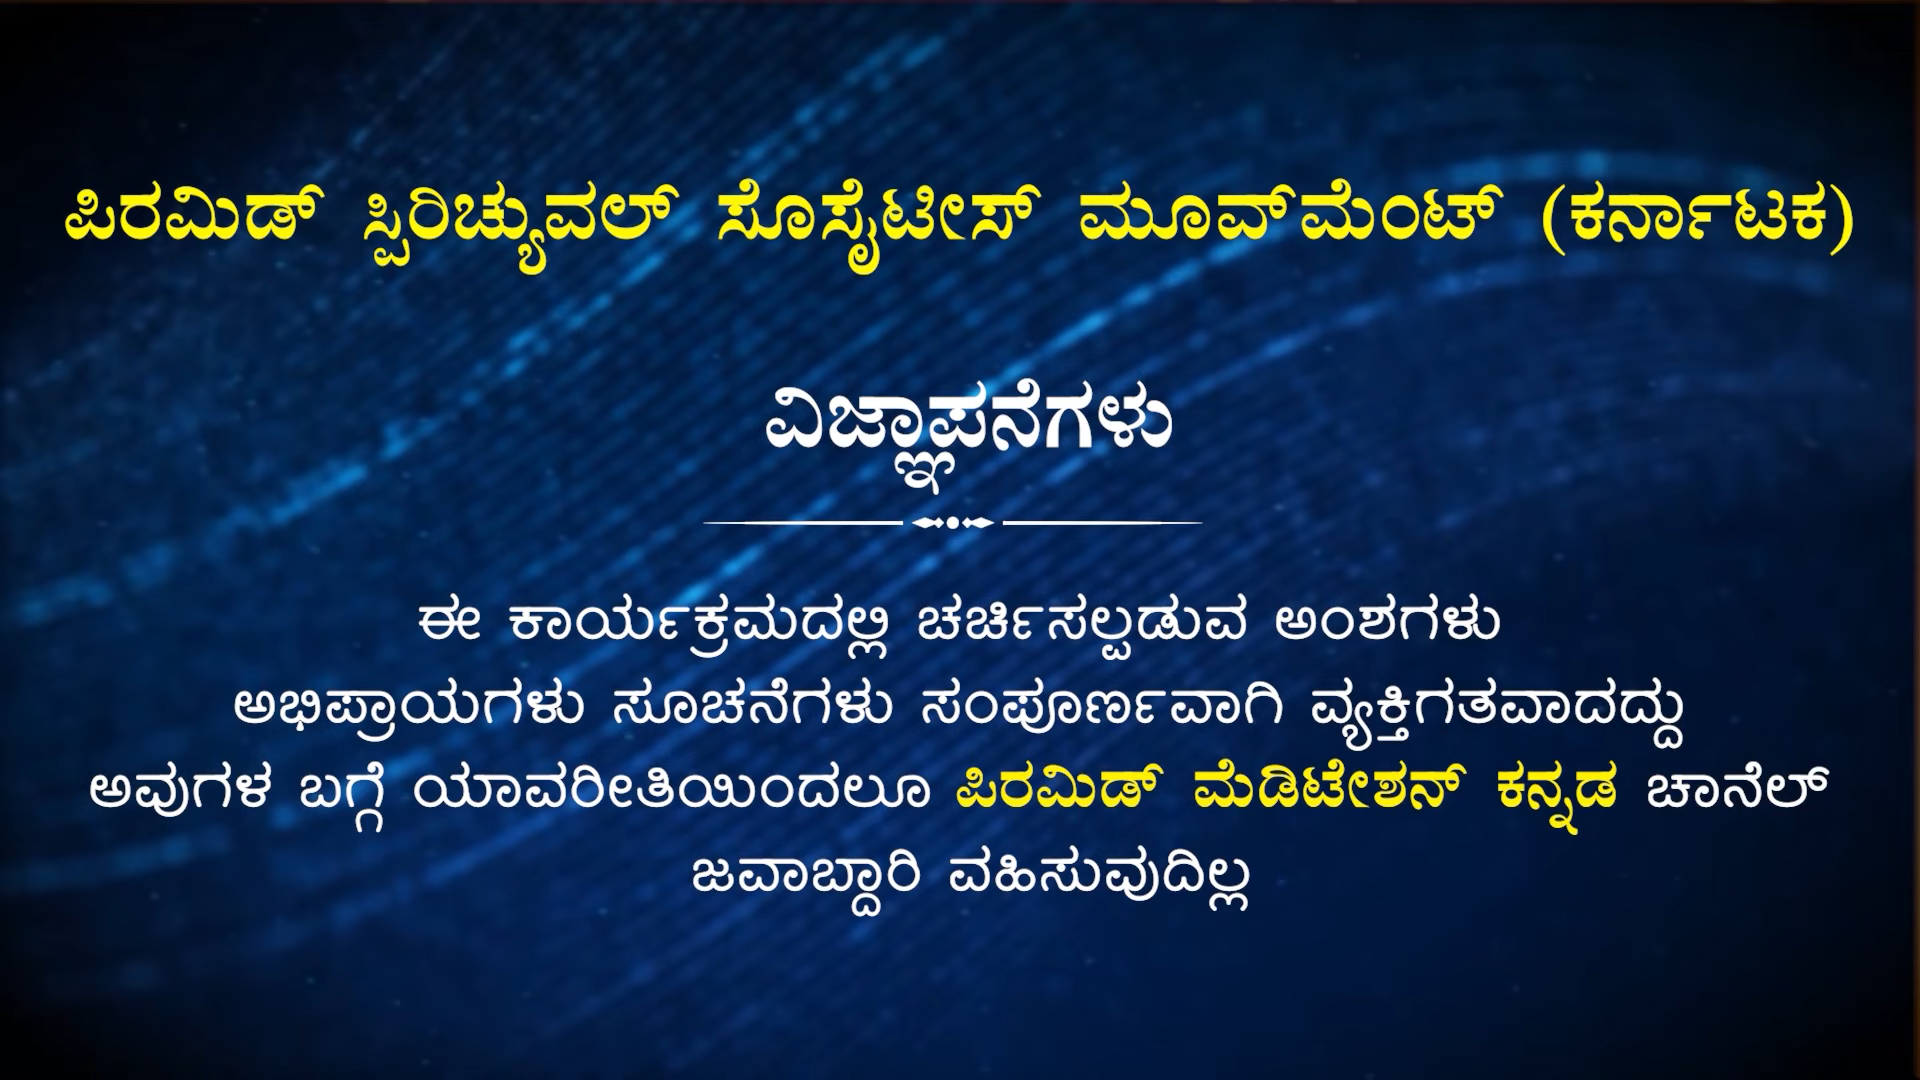 ಪಿರಮಿಡ್ ಸ್ಪಿರಿಚ್ಯುವಲ್ ಸೊಸೈಟೀಸ್ ಮೂವ್‌ಮೆಂಟ್ (ಕರ್ನಾಟಕ)
ವಿಜ್ಞಾಪನೆಗಳು
ಈ ಕಾರ್ಯಕ್ರಮದಲ್ಲಿ ಚರ್ಚಿಸಲ್ಪಡುವ ಅಂಶಗಳು
ಅಭಿಪ್ರಾಯಗಳು ಸೂಚನೆಗಳು ಸಂಪೂರ್ಣವಾಗಿ ವ್ಯಕ್ತಿಗತವಾದದ್ದು
ಅವುಗಳ ಬಗ್ಗೆ ಯಾವರೀತಿಯಿಂದಲೂ ಪಿರಮಿಡ್ ಮೆಡಿಟೇಶನ್ ಕನ್ನಡ ಚಾನೆಲ್
ಜವಾಬ್ದಾರಿ ವಹಿಸುವುದಿಲ್ಲ